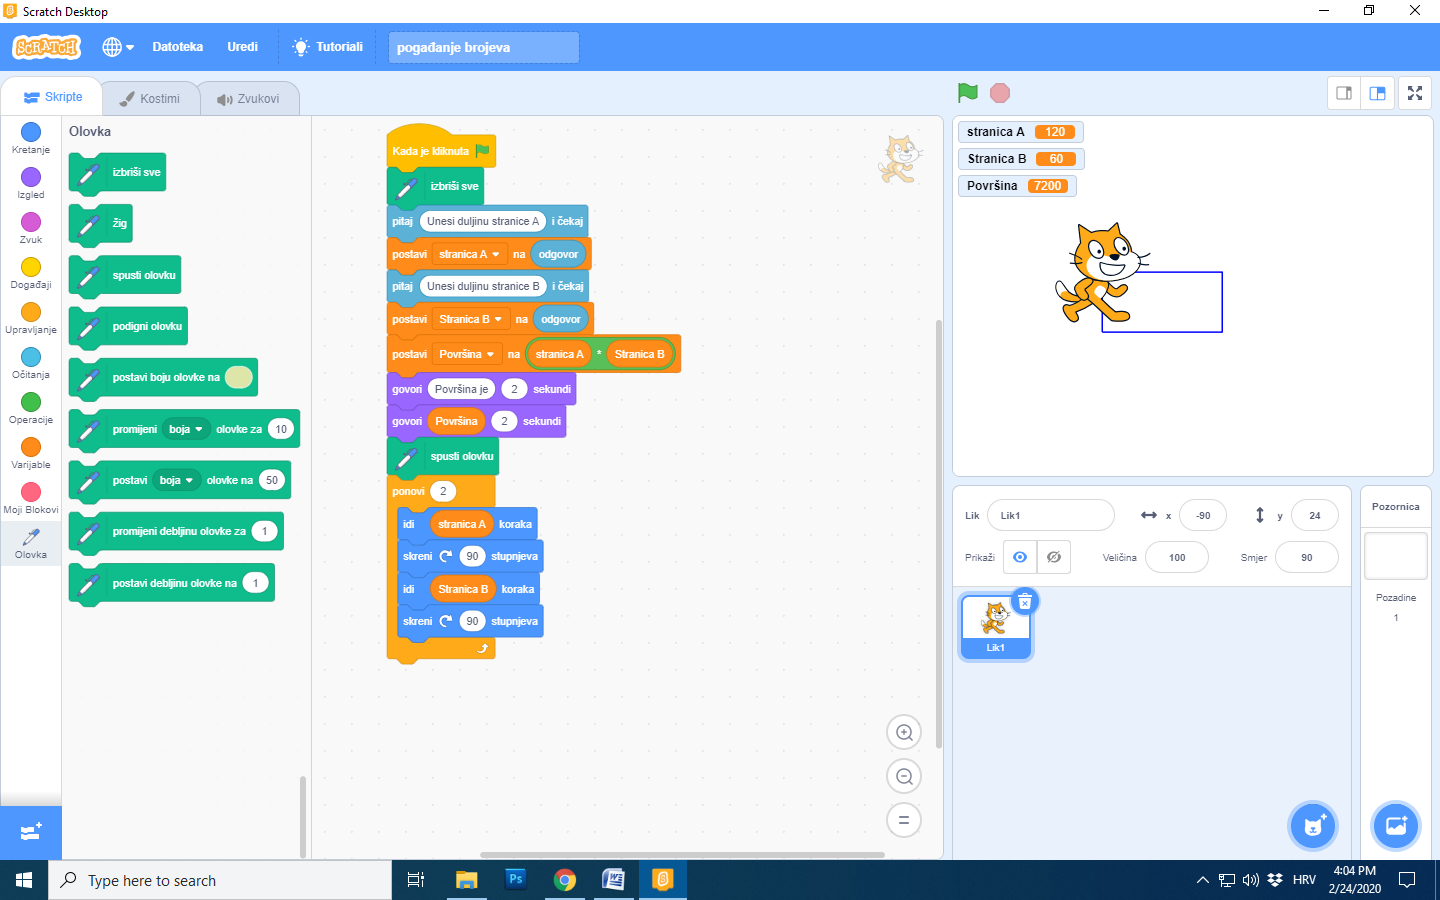 Scratch Desktop
SCRATCH
Datoteka
Uredi
Tutoriali
pogađanje brojeva
Skripte
Kostimi
Zvukovi
Kretanje
Izgled
Zvuk
Događaji
Upravljanje
Očitanja
Operacije
Varijable
Moji Blokovi
Olovka
Olovka
izbriši sve
žig
spusti olovku
podigni olovku
postavi boju olovke na
promijeni boja olovke za 10
postavi boja olovke na 50
promijeni debljinu olovke za 1
postavi debljinu olovke na 1
Kada je kliknuta
izbriši sve
pitaj Unesi duljinu stranice A i čekaj
postavi stranica A na odgovor
pitaj Unesi duljinu stranice B i čekaj
postavi Stranica B na odgovor
postavi Površina na stranica A * Stranica B
govori Površina je 2 sekundi
govori Površina 2 sekundi
spusti olovku
ponovi 2
idi stranica A koraka
skreni 90 stupnjeva
idi Stranica B koraka
skreni 90 stupnjeva
stranica A 120
Stranica B 60
Površina 7200
Lik Lik1 x -90 y 24
Prikaži Veličina 100 Smjer 90
Lik1
Pozornica
Pozadine
1
Type here to search
Ps
HRV
4:04 PM
2/24/2020